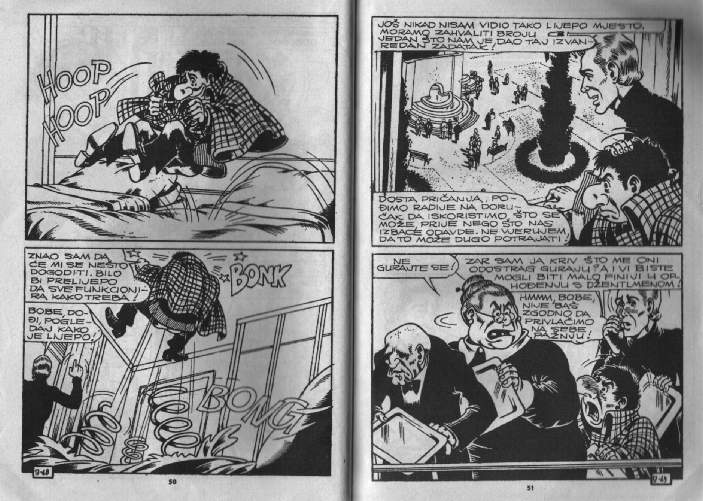 HOOP
HOOP
ZNAO SAM DA
ĆE MI SE NEŠTO
DOGODITI. BILO
BI PRELIJEPO
DA SVE FUNKCIONI-
RA KAKO TREBA!
BONK
BOBE, DO-
ĐI, POGLE-
DAJ KAKO
JE LIJEPO!
BONG
50
JOŠ NIKAD NISAM VIDIO TAKO LIJEPO MJESTO.
MORAMO ZAHVALITI BROJU
JEDAN ŠTO NAM JE DAO TAJ IZVAN-
REDAN ZADATAK!
DOSTA PRIČANJA. PO-
ĐIMO RADIJE NA DORU-
ČAK DA ISKORISTIMO ŠTO SE
MOŽE, PRIJE NEGO ŠTO NAS
IZBACE ODAVDE. NE VJERUJEM
DA TO MOŽE DUGO POTRAJATI.
NE
GURAJTE SE!
ZAR SAM JA KRIV ŠTO ME ONI
ODOSTRAG GURAJU? A I VI BISTE
MOGLI BITI MALO FINIJI U OP-
HOĐENJU S DŽENTLMENOM!
HMMM, BOBE,
NIJE BAŠ
ZGODNO DA
PRIVLAČIMO
NA SEBE
PAŽNJU!
51